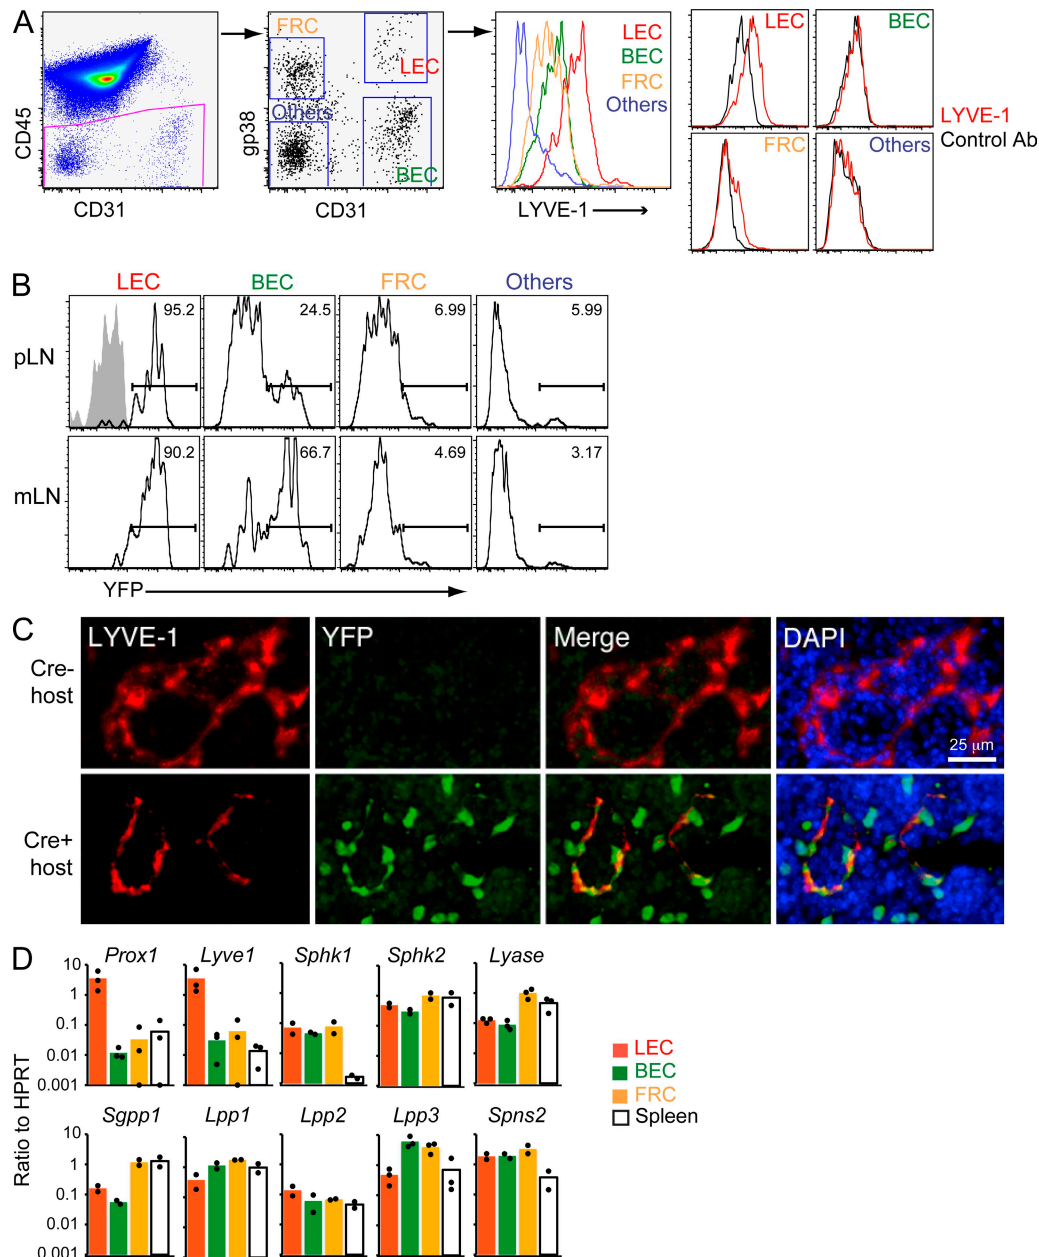 A
CD45
CD31
FRC
LEC
Others
BEC
gp38
CD31
LEC
BEC
FRC
Others
LYVE-1
LEC
BEC
FRC
Others
LYVE-1
Control Ab
B
LEC
BEC
FRC
Others
pLN
95.2
24.5
6.99
5.99
mLN
90.2
66.7
4.69
3.17
YFP
C
LYVE-1
YFP
Merge
DAPI
Cre-
host
25 μm
Cre+
host
D
Prox1
Lyve1
Sphk1
Sphk2
Lyase
10
1
0.1
0.01
0.001
Ratio to HPRT
LEC
BEC
FRC
Spleen
Sgpp1
Lpp1
Lpp2
Lpp3
Spns2
10
1
0.1
0.01
0.001